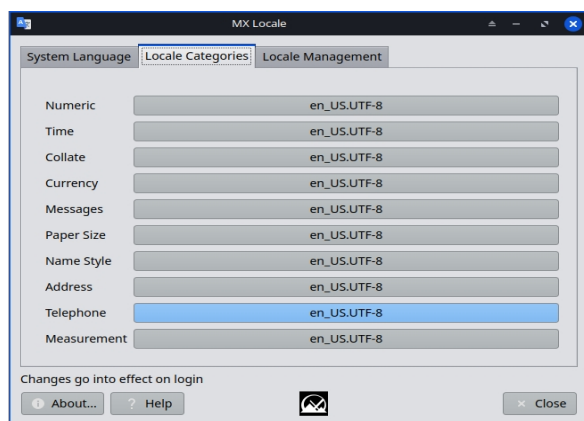 MX Locale
System Language Locale Categories Locale Management
Numeric en_US.UTF-8
Time en_US.UTF-8
Collate en_US.UTF-8
Currency en_US.UTF-8
Messages en_US.UTF-8
Paper Size en_US.UTF-8
Name Style en_US.UTF-8
Address en_US.UTF-8
Telephone en_US.UTF-8
Measurement en_US.UTF-8
Changes go into effect on login
About... ? Help × Close